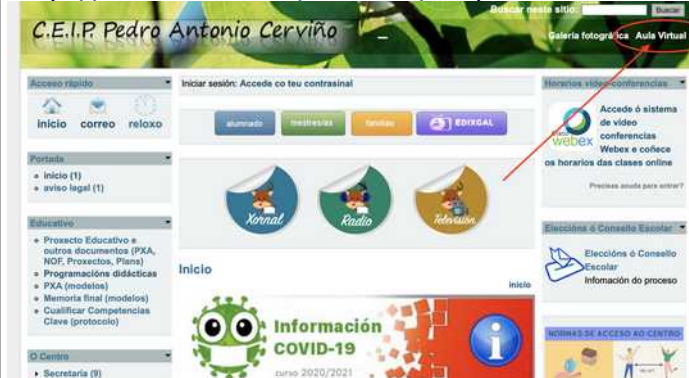 Buscar neste sitio:
Buscar
C.E.I.P. Pedro Antonio Cerviño
Galería fotográfica Aula Virtual
Acceso rápido
inicio correo reloxo
Portada
inicio (1)
aviso legal (1)
Educativo
Proxecto Educativo e
outros documentos (PXA,
NOF, Proxectos, Plans)
Programacións didácticas
PXA (modelos)
Memoria final (modelos)
Cualificar Competencias
Clave (protocolo)
O Centro
Secretaría (9)
Iniciar sesión: Accede co teu contrasinal
alumnado
mestres/as
familias
EDIXGAL
Xornal
Radio
Televisión
Inicio
inicio
Información
COVID-19
curso 2020/2021
Horarios video-conferencias
webex
Accede ó sistema
de video
conferencias
Webex e coñece
os horarios das clases online
Precisas axuda para entrar?
Eleccións ó Consello Escolar
Eleccións ó Consello
Escolar
Infomación do proceso
NORMAS DE ACCESO AO CENTRO